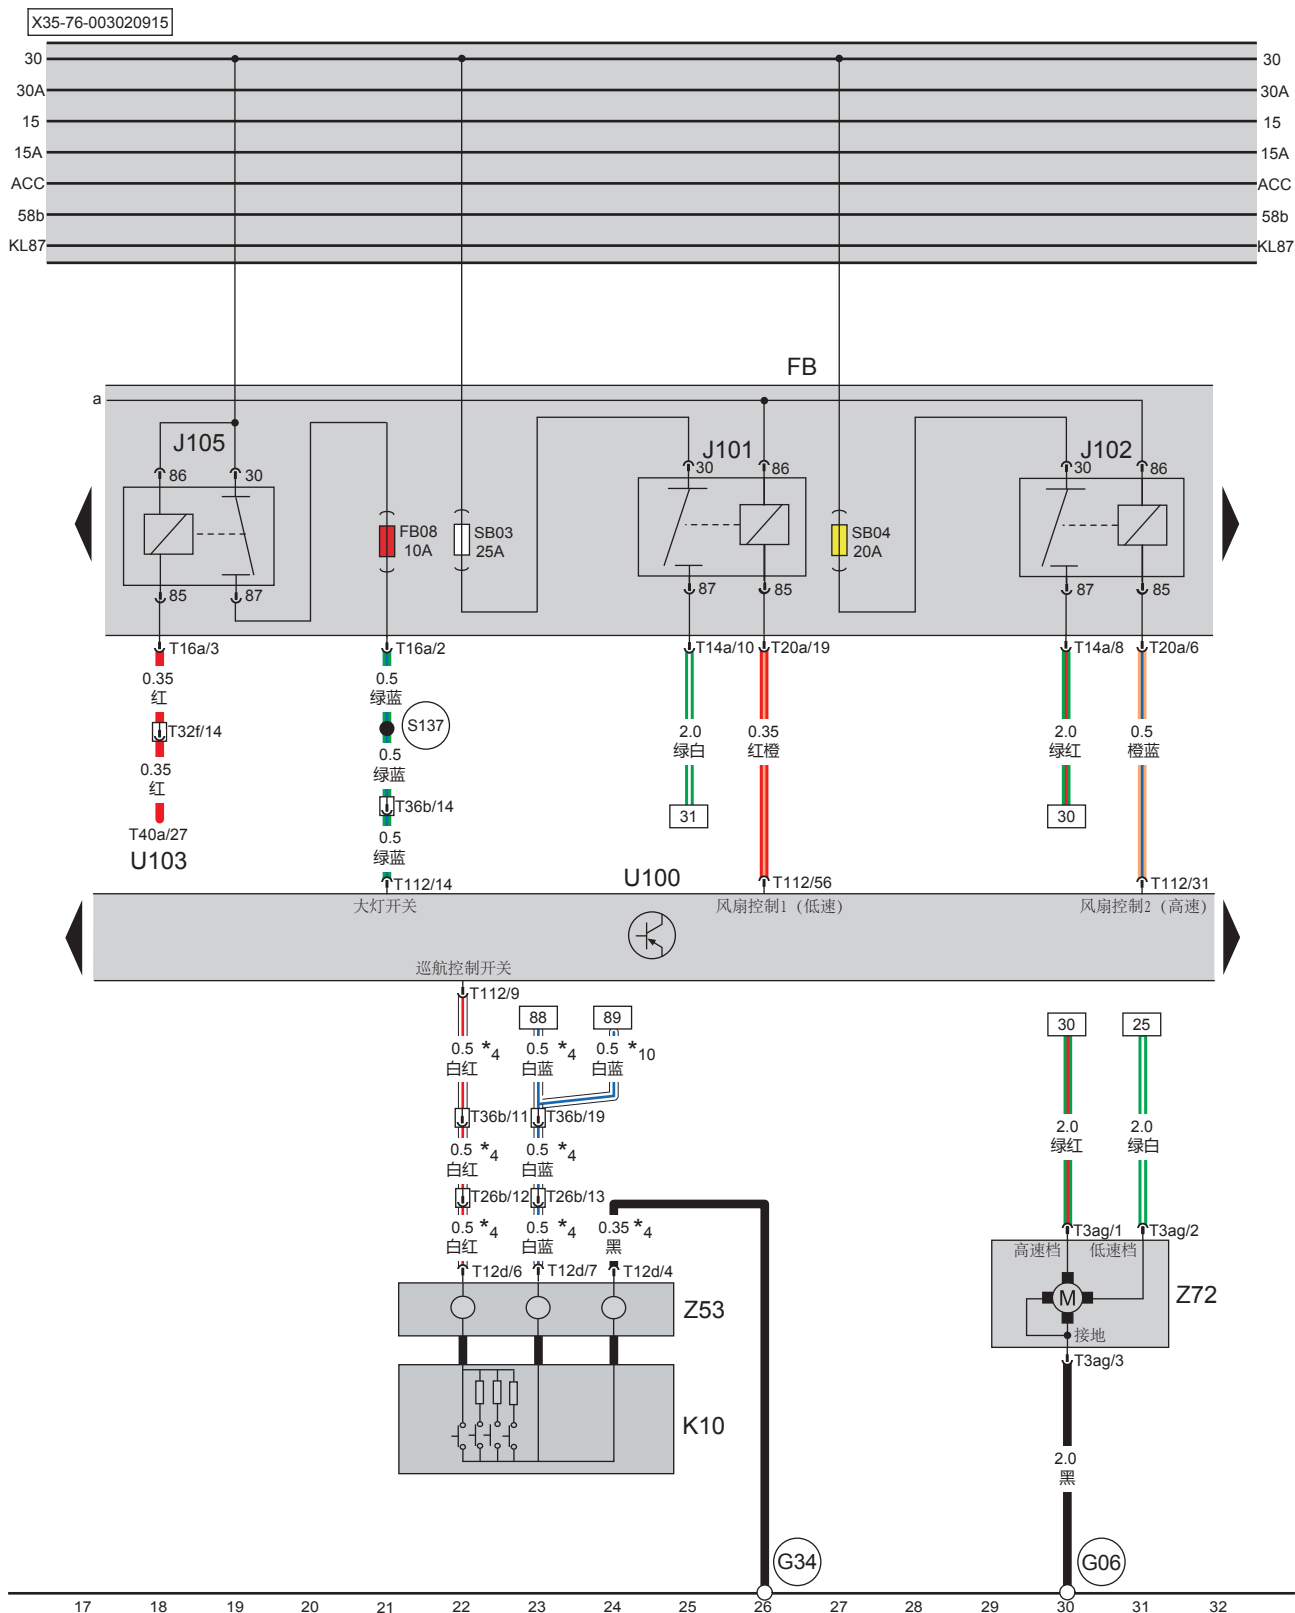 X35-76-003020915
30 30
30A 30A
15 15
15A 15A
ACC ACC
58b 58b
KL87 KL87
FB
a
J105 J101 J102
86 30 30 86 30 86
FB08 10A
SB03 25A
SB04 20A
85 87 87 85 87 85
T16a/3 T16a/2 T14a/10 T20a/19 T14a/8 T20a/6
0.35 0.5
红 绿蓝
T32f/14 S137 2.0 0.35 2.0 0.5
绿白 红橙 绿红 橙蓝
0.35 0.5
红 绿蓝
T36b/14 31 30
T40a/27 0.5
U103 绿蓝
U100
T112/14 T112/56 T112/31
大灯开关 风扇控制1（低速） 风扇控制2（高速）
巡航控制开关
T112/9
88 89 30 25
0.5 *4 0.5 *4 0.5 *10
白红 白蓝 白蓝
T36b/11 T36b/19
2.0 2.0
绿红 绿白
0.5 *4 0.5 *4
白红 白蓝
T26b/12 T26b/13
0.5 *4 0.5 *4 0.35 *4
白红 白蓝 黑
T3ag/1 T3ag/2
高速档 低速档
T12d/6 T12d/7 T12d/4
Z53
M
Z72
接地
T3ag/3
K10
2.0
黑
G34 G06
17 18 19 20 21 22 23 24 25 26 27 28 29 30 31 32